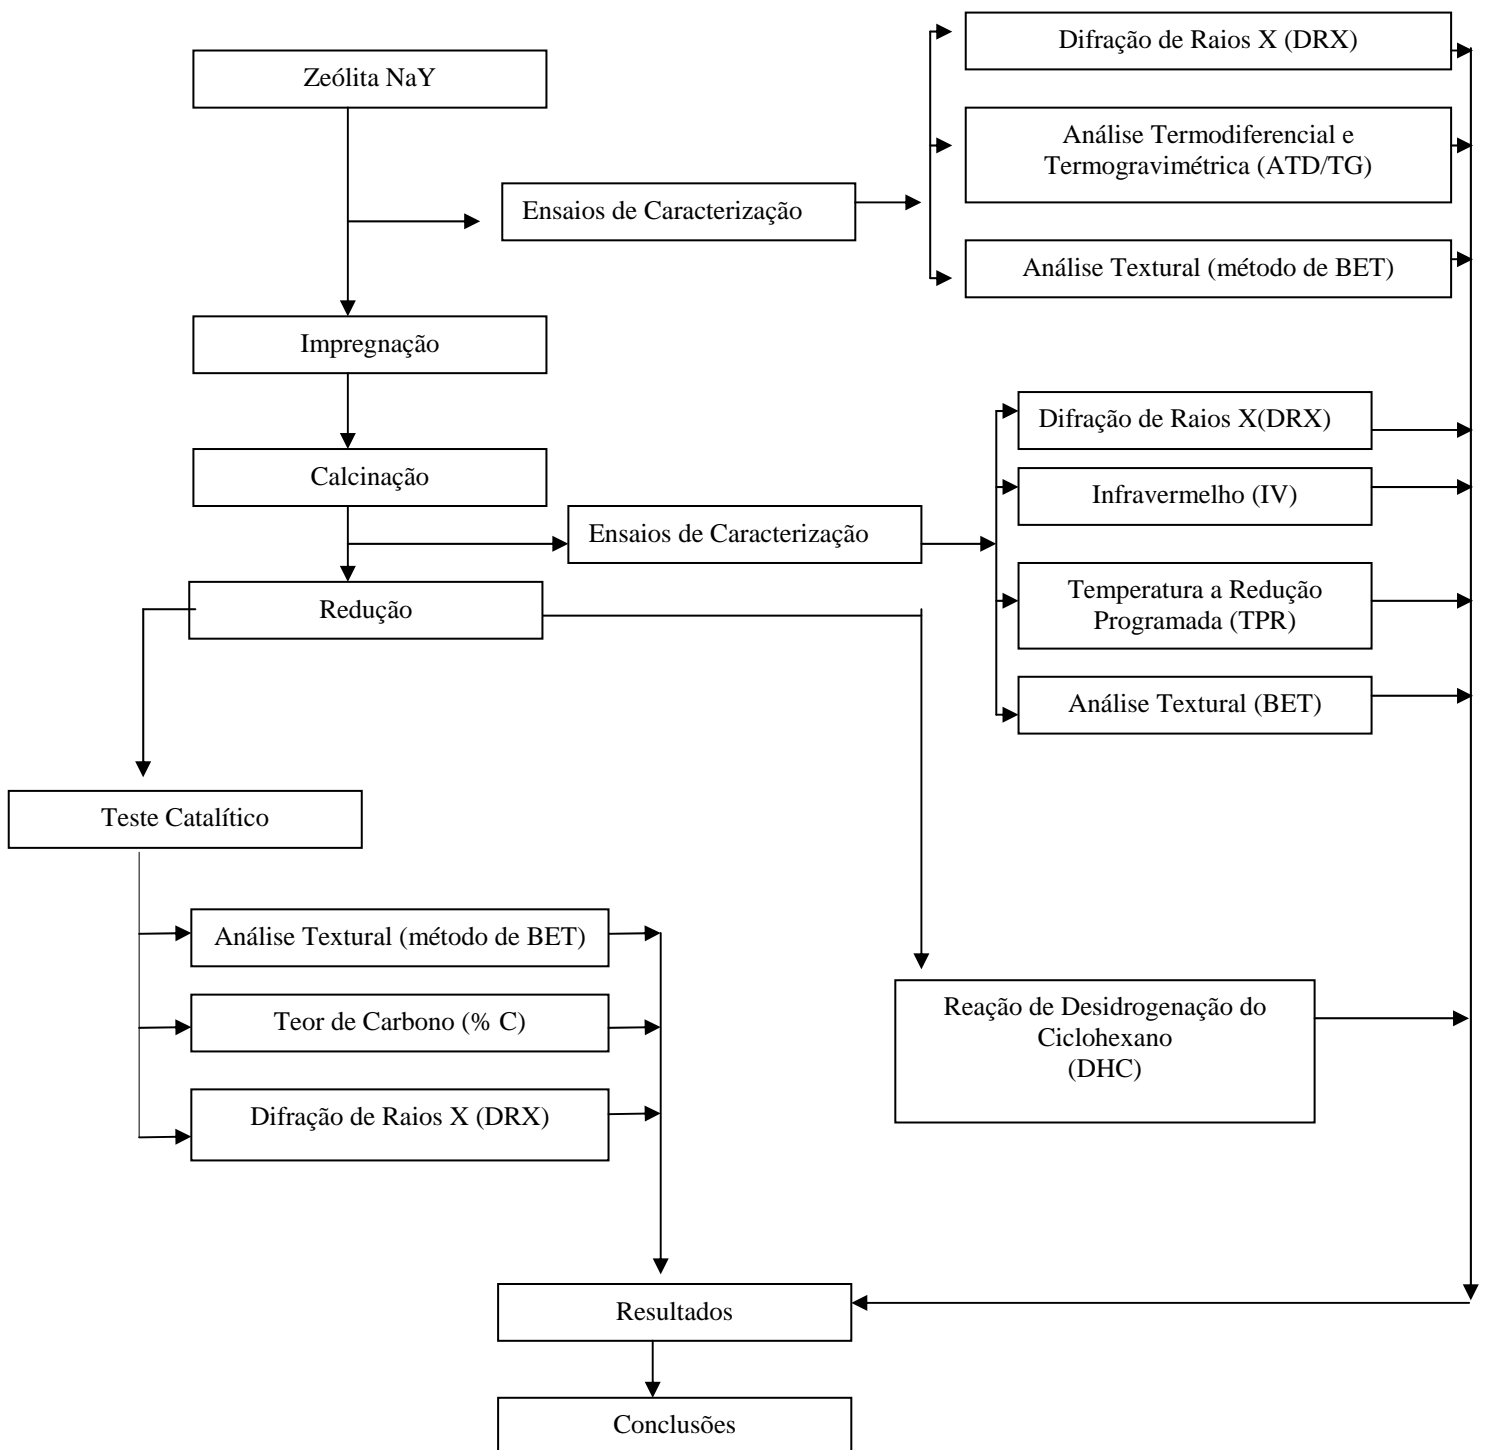 Zeólita NaY
Difração de Raios X (DRX)
Análise Termodiferencial e
Termogravimétrica (ATD/TG)
Ensaios de Caracterização
Análise Textural (método de BET)
Impregnação
Calcinação
Difração de Raios X(DRX)
Infravermelho (IV)
Ensaios de Caracterização
Temperatura a Redução
Programada (TPR)
Análise Textural (BET)
Redução
Teste Catalítico
Análise Textural (método de BET)
Teor de Carbono (% C)
Difração de Raios X (DRX)
Reação de Desidrogenação do
Ciclohexano
(DHC)
Resultados
Conclusões